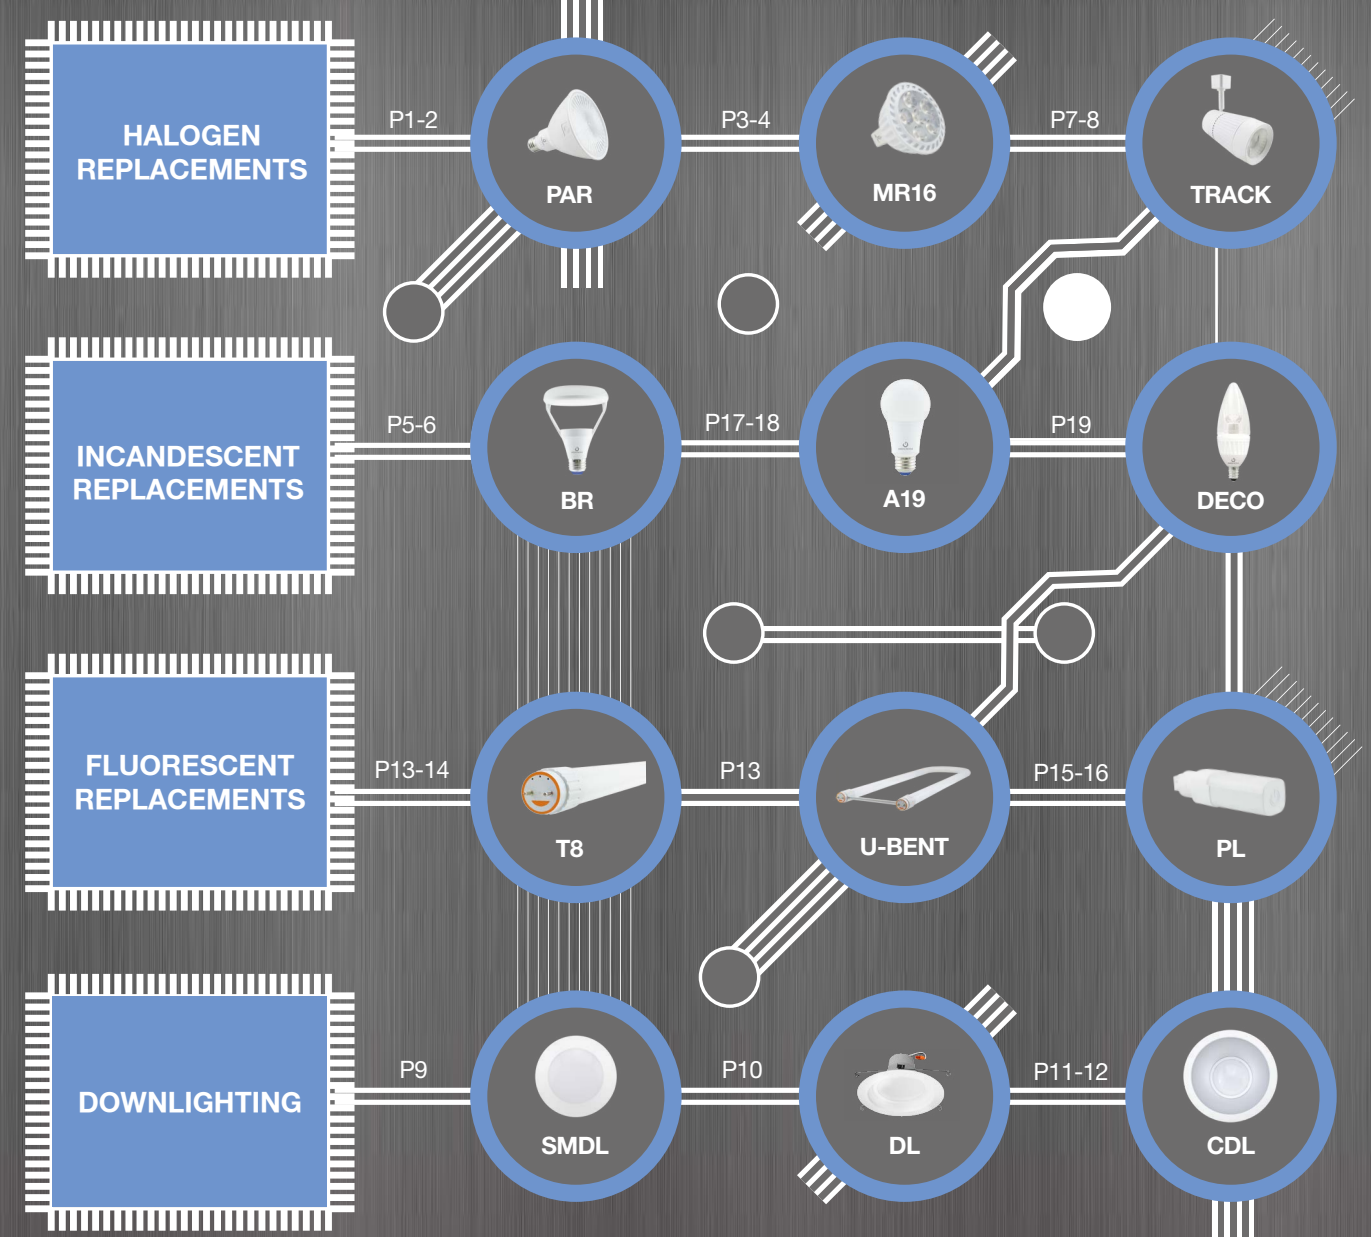 HALOGEN
REPLACEMENTS
P1-2
PAR
P3-4
MR16
P7-8
TRACK
INCANDESCENT
REPLACEMENTS
P5-6
BR
P17-18
A19
P19
DECO
FLUORESCENT
REPLACEMENTS
P13-14
T8
P13
U-BENT
P15-16
PL
DOWNLIGHTING
P9
SMDL
P10
DL
P11-12
CDL